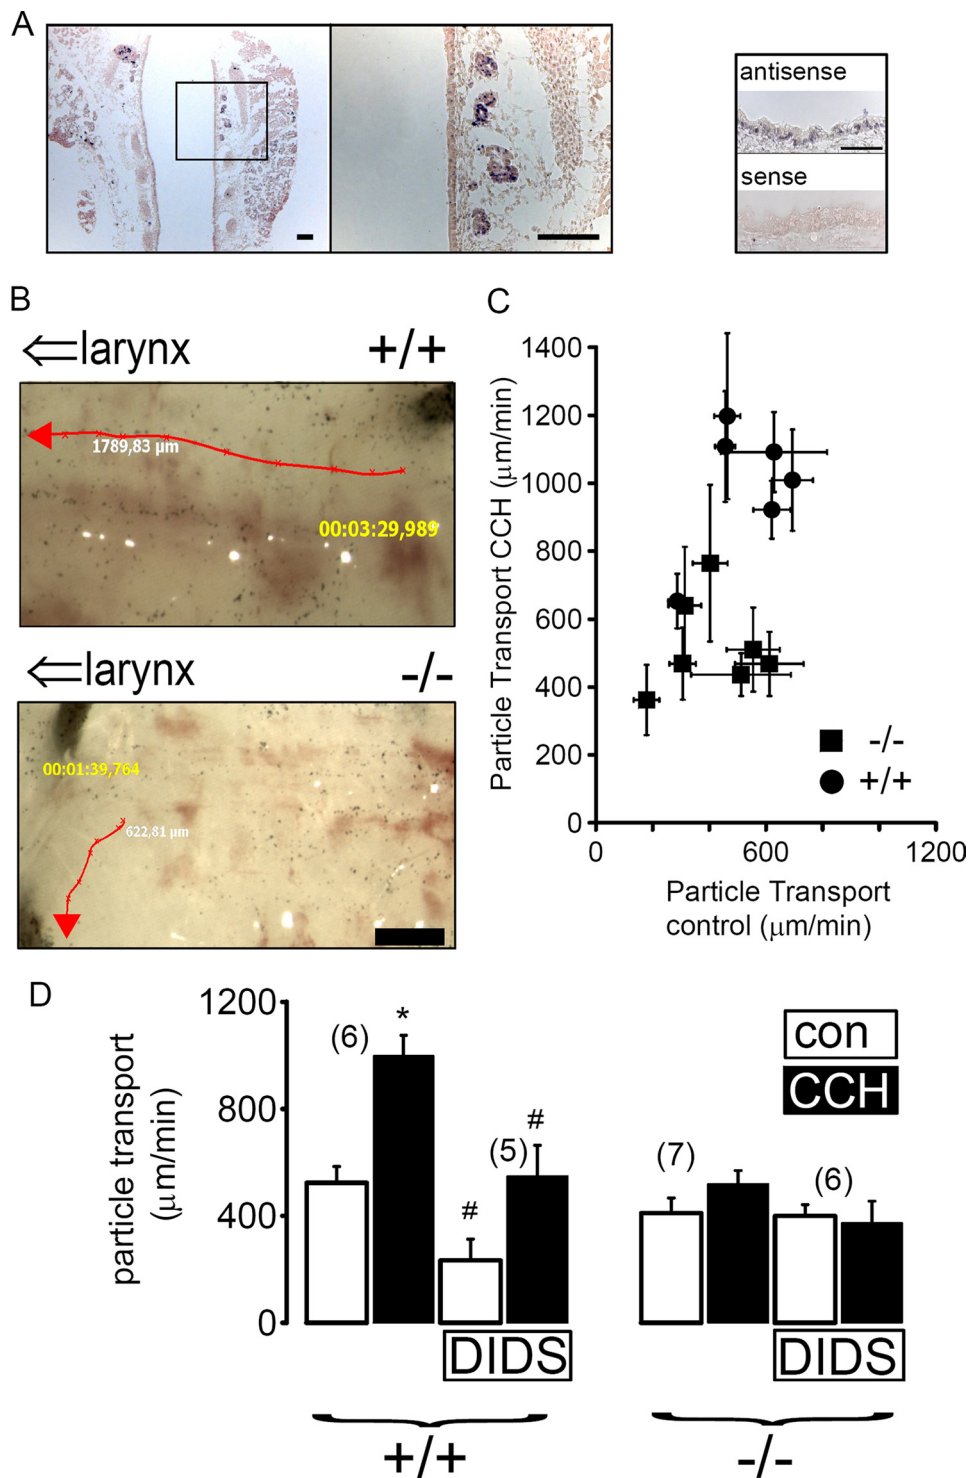 A
antisense
sense
B
⇐larynx +/+
1789,83 µm
00:03:29,989
⇐larynx -/-
00:01:39,764
622,81 µm
C
Particle Transport CCH (µm/min)
1400
1200
1000
800
600
400
200
0
0 600 1200
-/-
+/+
Particle Transport
control (µm/min)
D
particle transport
(µm/min)
1200
800
400
0
(6)
*
#
(5)
#
(7)
(6)
con
CCH
DIDS
DIDS
+/+
-/-